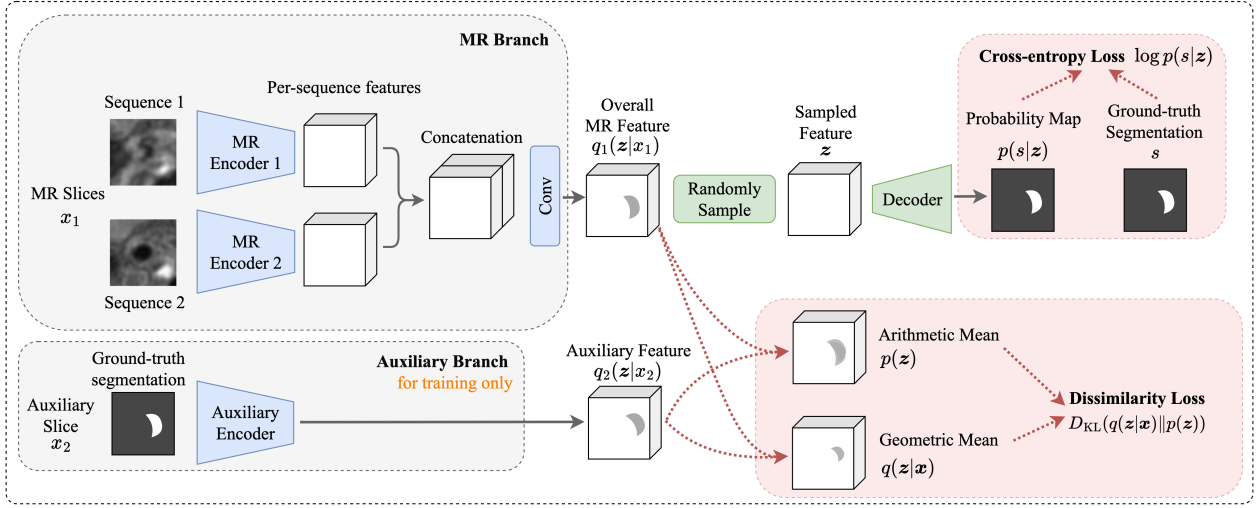 MR Branch
Sequence 1
MR Slices
x₁
Sequence 2
MR
Encoder 1
MR
Encoder 2
Per-sequence features
Concatenation
Conv
Overall
MR Feature
q₁(z|x₁)
Randomly
Sample
Sampled
Feature
z
Decoder
Cross-entropy Loss log p(s|z)
Probability Map
p(s|z)
Ground-truth
Segmentation
s
Auxiliary Branch
for training only
Ground-truth
segmentation
Auxiliary
Slice
x₂
Auxiliary
Encoder
Auxiliary Feature
q₂(z|x₂)
Arithmetic Mean
p(z)
Geometric Mean
q(z|x)
Dissimilarity Loss
D_KL(q(z|x)‖p(z))